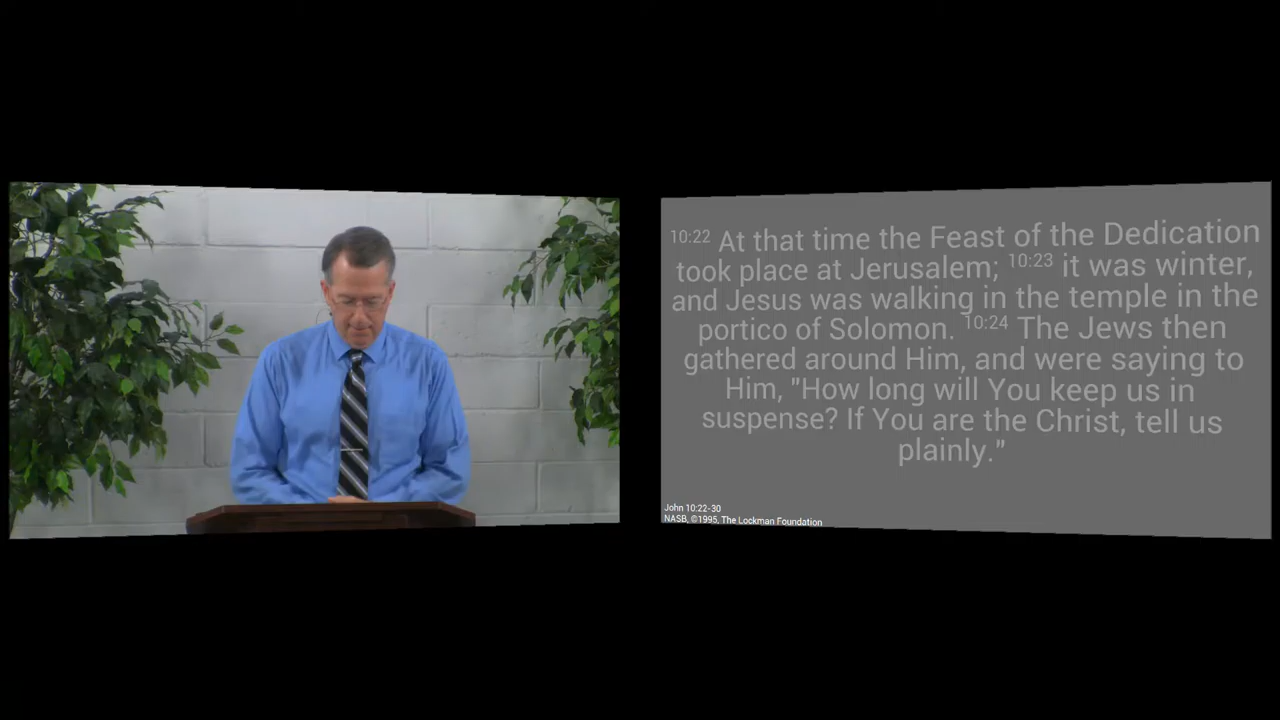 10:22 At that time the Feast of the Dedication
took place at Jerusalem; 10:23 it was winter,
and Jesus was walking in the temple in the
portico of Solomon. 10:24 The Jews then
gathered around Him, and were saying to
Him, "How long will You keep us in
suspense? If You are the Christ, tell us
plainly."
John 10:22-30
NASB, ©1995, The Lockman Foundation